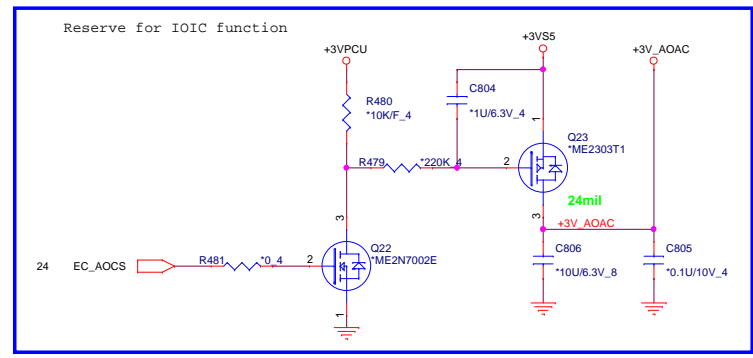 Reserve for IOIC function
+3VPCU
+3VS5
+3V_AOAC
C804
*1U/6.3V_4
R480
*10K/F_4
1
Q23
*ME2303T1
R479
*220K_4
2
24mil
3
+3V_AOAC
3
Q22
*ME2N7002E
C806
*10U/6.3V_8
C805
*0.1U/10V_4
24
EC_AOCS
R481
*0_4
2
1